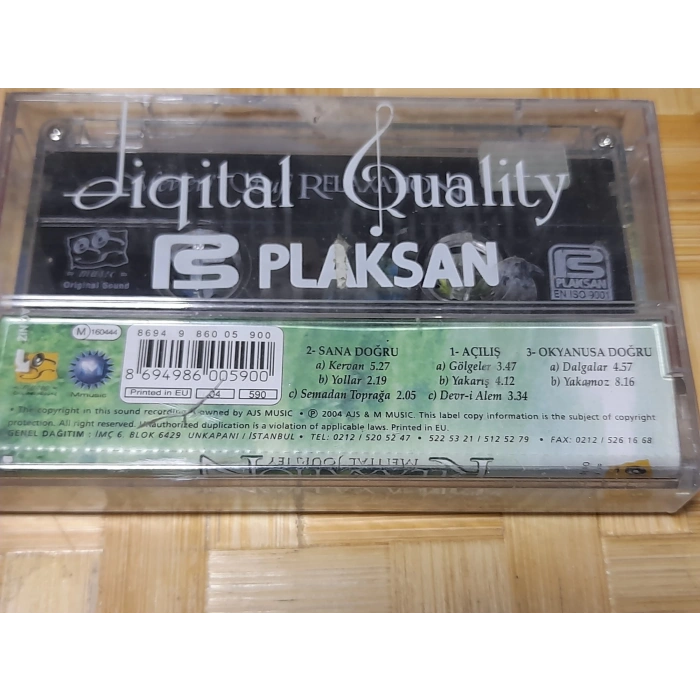 Digital Quality
RELAXATION
PLAKSAN
Original Sound
PLAKSAN
EN ISO 9001
M 160444
8694 9 860 05 900
8 694986 005900
Printed in EU 04 590
2- SANA DOĞRU
a) Kervan 5.27
b) Yollar 2.19
c) Semadan Toprağa 2.05
1- AÇILIŞ
a) Gölgeler 3.47
b) Yakarış 4.12
c) Devr-i Alem 3.34
3- OKYANUSA DOĞRU
a) Dalgalar 4.57
b) Yakamoz 8.16
• The copyright in this sound recording is owned by AJS MUSIC • ℗ 2004 AJS & M MUSIC. This label copy information is the subject of copyright
protection. All right reserved. Unauthorized duplication is a violation of applicable laws. Printed in EU.
GENEL DAĞITIM : İMÇ 6. BLOK 6429 UNKAPANI / İSTANBUL • TEL: 0212 / 520 52 47 • 522 53 21 / 512 52 79 • FAX: 0212 / 526 16 68